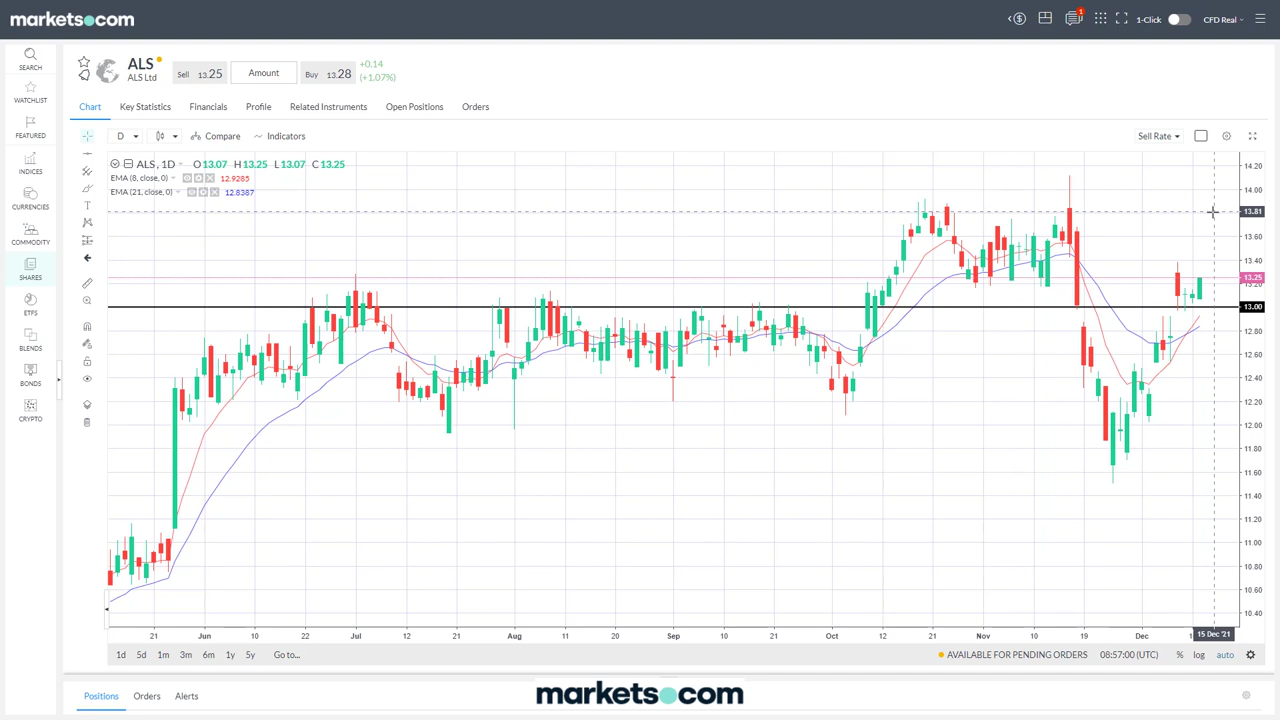 markets.com
1
1-Click
CFD Real
SEARCH
WATCHLIST
FEATURED
INDICES
CURRENCIES
COMMODITY
SHARES
ETFS
BLENDS
BONDS
CRYPTO
ALS
ALS Ltd
Sell 13.25
Amount
Buy 13.28
+0.14
(+1.07%)
Chart Key Statistics Financials Profile Related Instruments Open Positions Orders
D Compare Indicators Sell Rate
ALS, 1D O13.07 H13.25 L13.07 C13.25
EMA (8, close, 0) 12.9285
EMA (21, close, 0) 12.8387
14.20
14.00
13.81
13.60
13.40
13.25
13.20
13.00
12.80
12.60
12.40
12.20
12.00
11.80
11.60
11.40
11.20
11.00
10.80
10.60
10.40
21 Jun 10 22 Jul 12 21 Aug 11 20 Sep 13 22 Oct 12 21 Nov 10 19 Dec 15 Dec '21
1d 5d 1m 3m 6m 1y 5y Go to... AVAILABLE FOR PENDING ORDERS 08:57:00 (UTC) % log auto
Positions Orders Alerts
markets.com